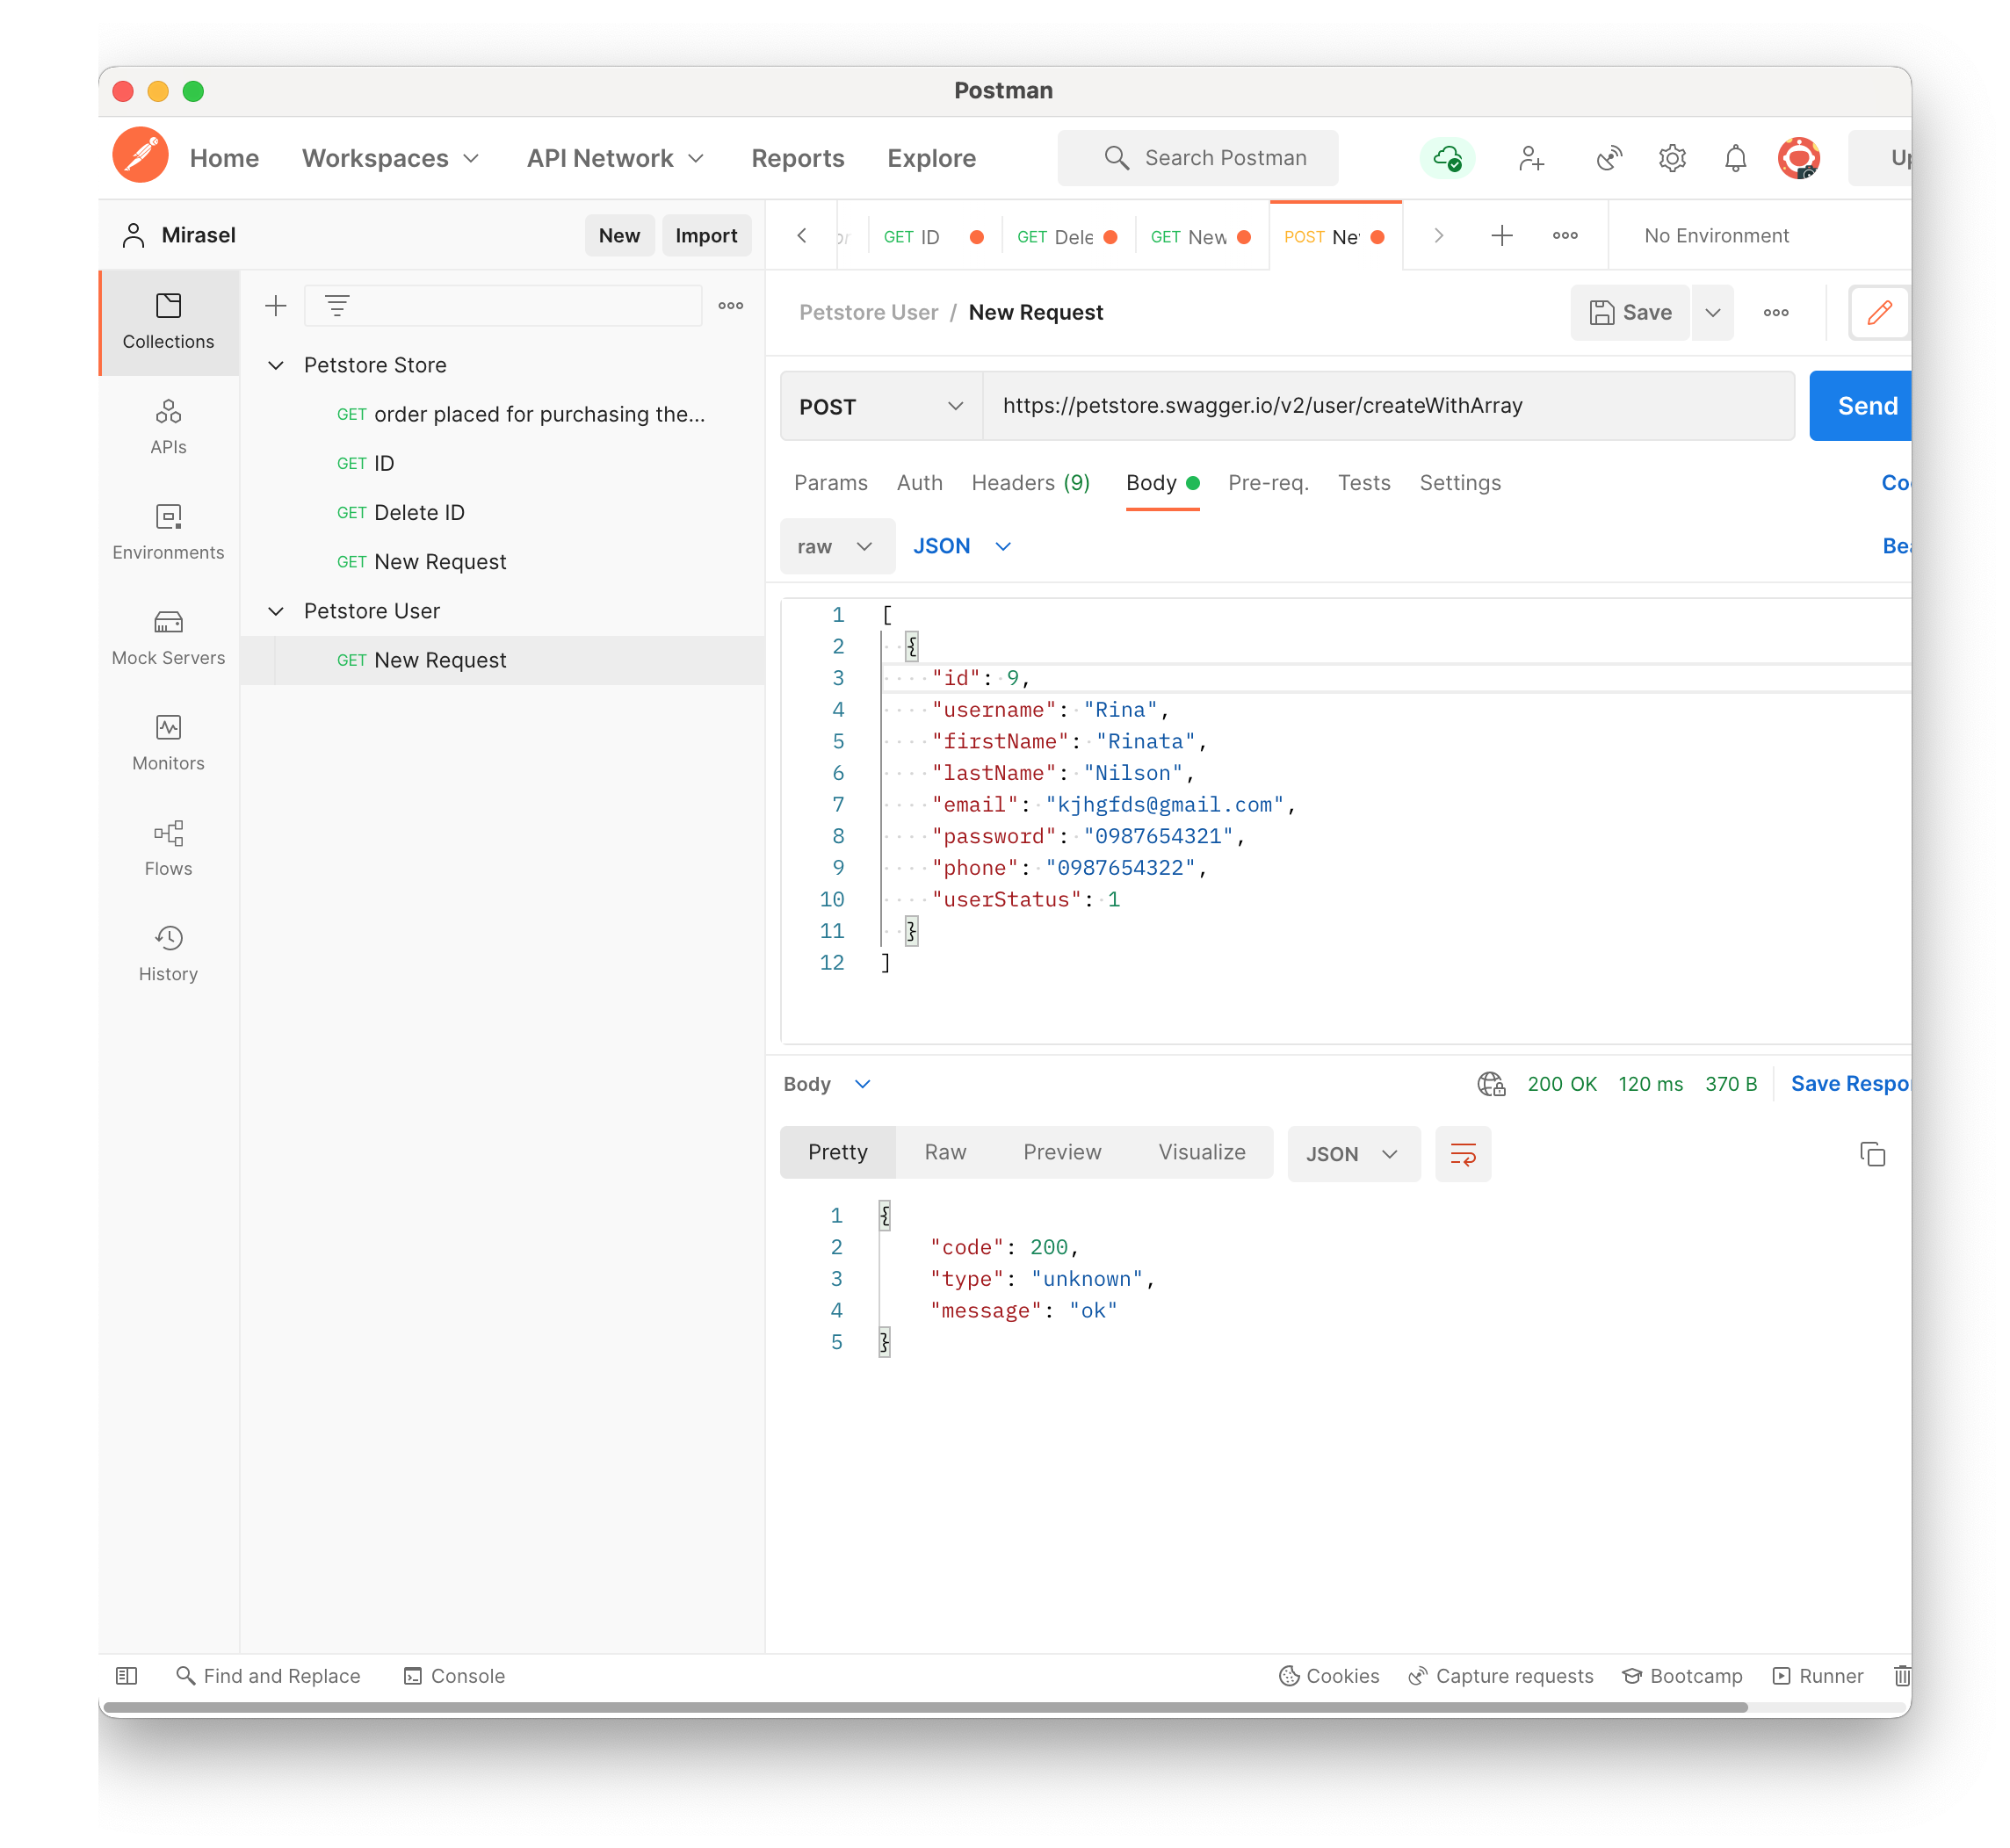 Postman
Home Workspaces API Network Reports Explore Search Postman
Mirasel New Import GET ID GET Dele GET New POST Ne No Environment
Collections
APIs
Environments
Mock Servers
Monitors
Flows
History
Petstore Store
GET order placed for purchasing the...
GET ID
GET Delete ID
GET New Request
Petstore User
GET New Request
Petstore User / New Request Save
POST https://petstore.swagger.io/v2/user/createWithArray Send
Params Auth Headers (9) Body Pre-req. Tests Settings
raw JSON
1 [
2 {
3 "id": 9,
4 "username": "Rina",
5 "firstName": "Rinata",
6 "lastName": "Nilson",
7 "email": "kjhgfds@gmail.com",
8 "password": "0987654321",
9 "phone": "0987654322",
10 "userStatus": 1
11 }
12 ]
Body 200 OK 120 ms 370 B Save Respo
Pretty Raw Preview Visualize JSON
1 {
2 "code": 200,
3 "type": "unknown",
4 "message": "ok"
5 }
Find and Replace Console Cookies Capture requests Bootcamp Runner